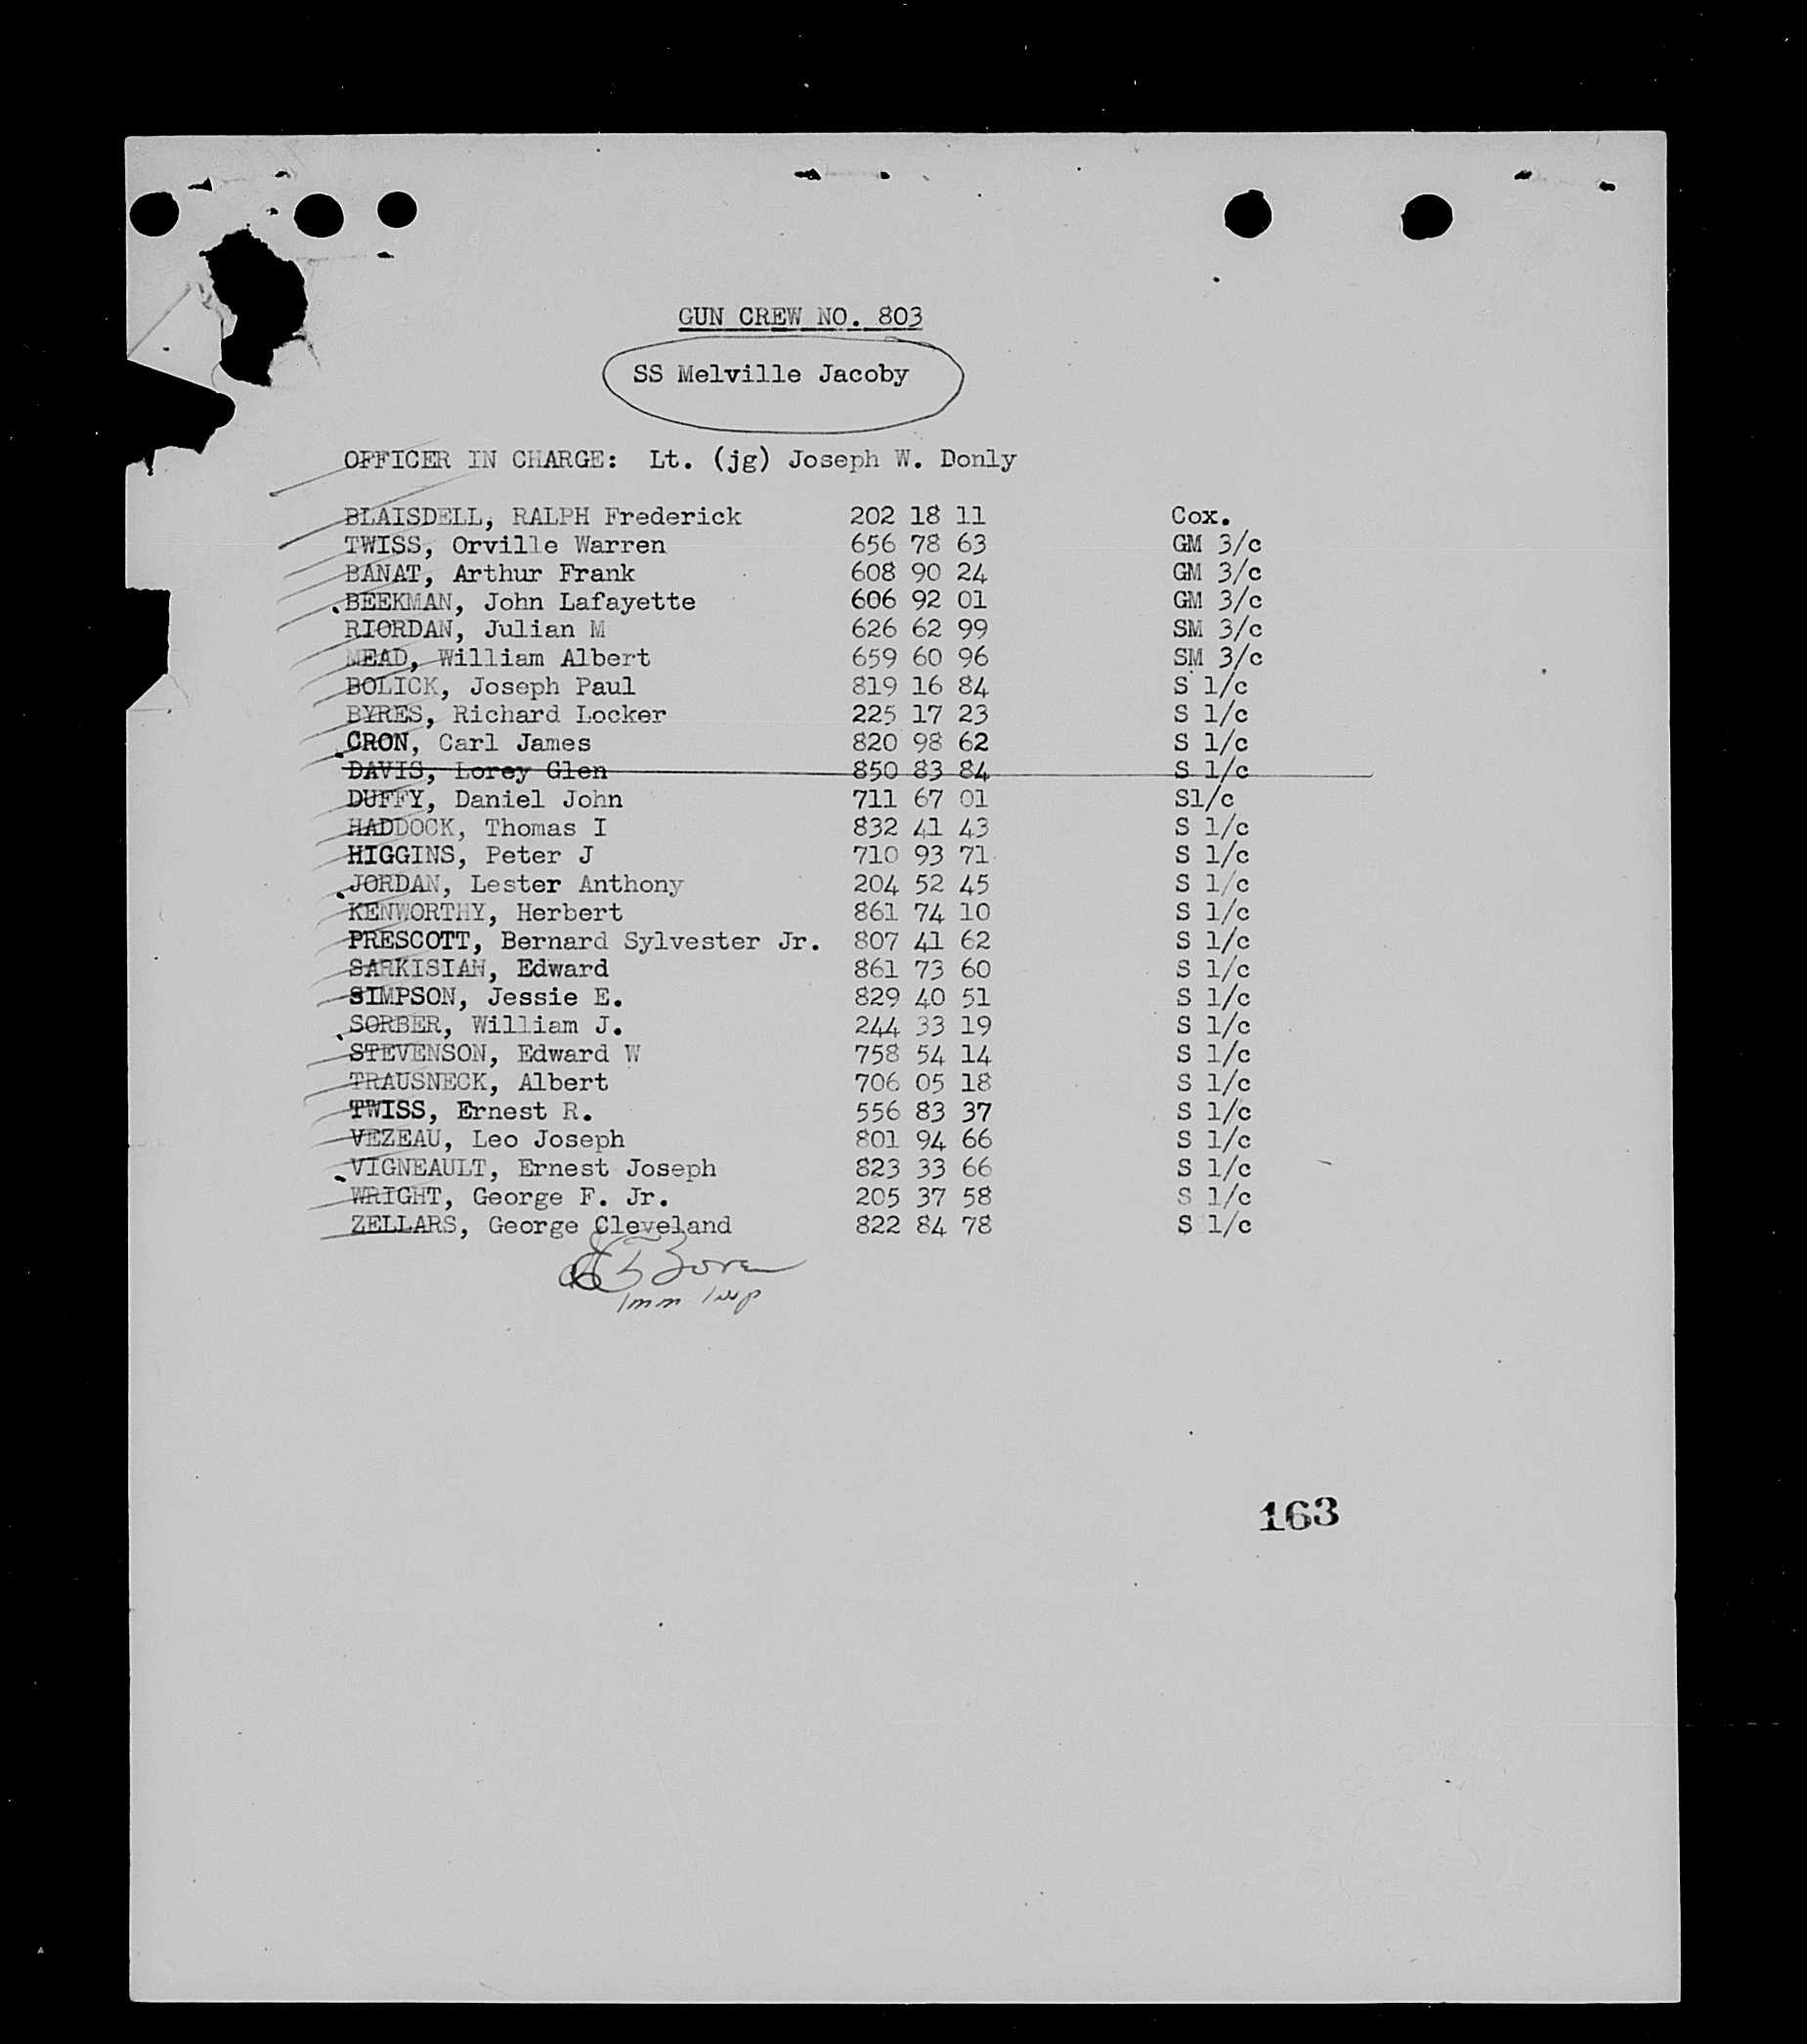 GUN CREW NO. 803
SS Melville Jacoby
OFFICER IN CHARGE: Lt. (jg) Joseph W. Donly
BLAISDELL, RALPH Frederick 202 18 11 Cox.
TWISS, Orville Warren 656 78 63 GM 3/c
BANAT, Arthur Frank 608 90 24 GM 3/c
BEEKMAN, John Lafayette 606 92 01 GM 3/c
RIORDAN, Julian M 626 62 99 SM 3/c
MEAD, William Albert 659 60 96 SM 3/c
BOLICK, Joseph Paul 819 16 84 S 1/c
BYRES, Richard Locker 225 17 23 S 1/c
CRON, Carl James 820 98 62 S 1/c
DAVIS, Lorey Glen 850 83 84 S 1/c
DUFFY, Daniel John 711 67 01 S1/c
HADDOCK, Thomas I 832 41 43 S 1/c
HIGGINS, Peter J 710 93 71 S 1/c
JORDAN, Lester Anthony 204 52 45 S 1/c
KENWORTHY, Herbert 861 74 10 S 1/c
PRESCOTT, Bernard Sylvester Jr. 807 41 62 S 1/c
SARKISIAN, Edward 861 73 60 S 1/c
SIMPSON, Jessie E. 829 40 51 S 1/c
SORBER, William J. 244 33 19 S 1/c
STEVENSON, Edward W 758 54 14 S 1/c
TRAUSNECK, Albert 706 05 18 S 1/c
TWISS, Ernest R. 556 83 37 S 1/c
VEZEAU, Leo Joseph 801 94 66 S 1/c
VIGNEAULT, Ernest Joseph 823 33 66 S 1/c
WRIGHT, George F. Jr. 205 37 58 S 1/c
ZELLARS, George Cleveland 822 84 78 S 1/c
Imm Insp
163